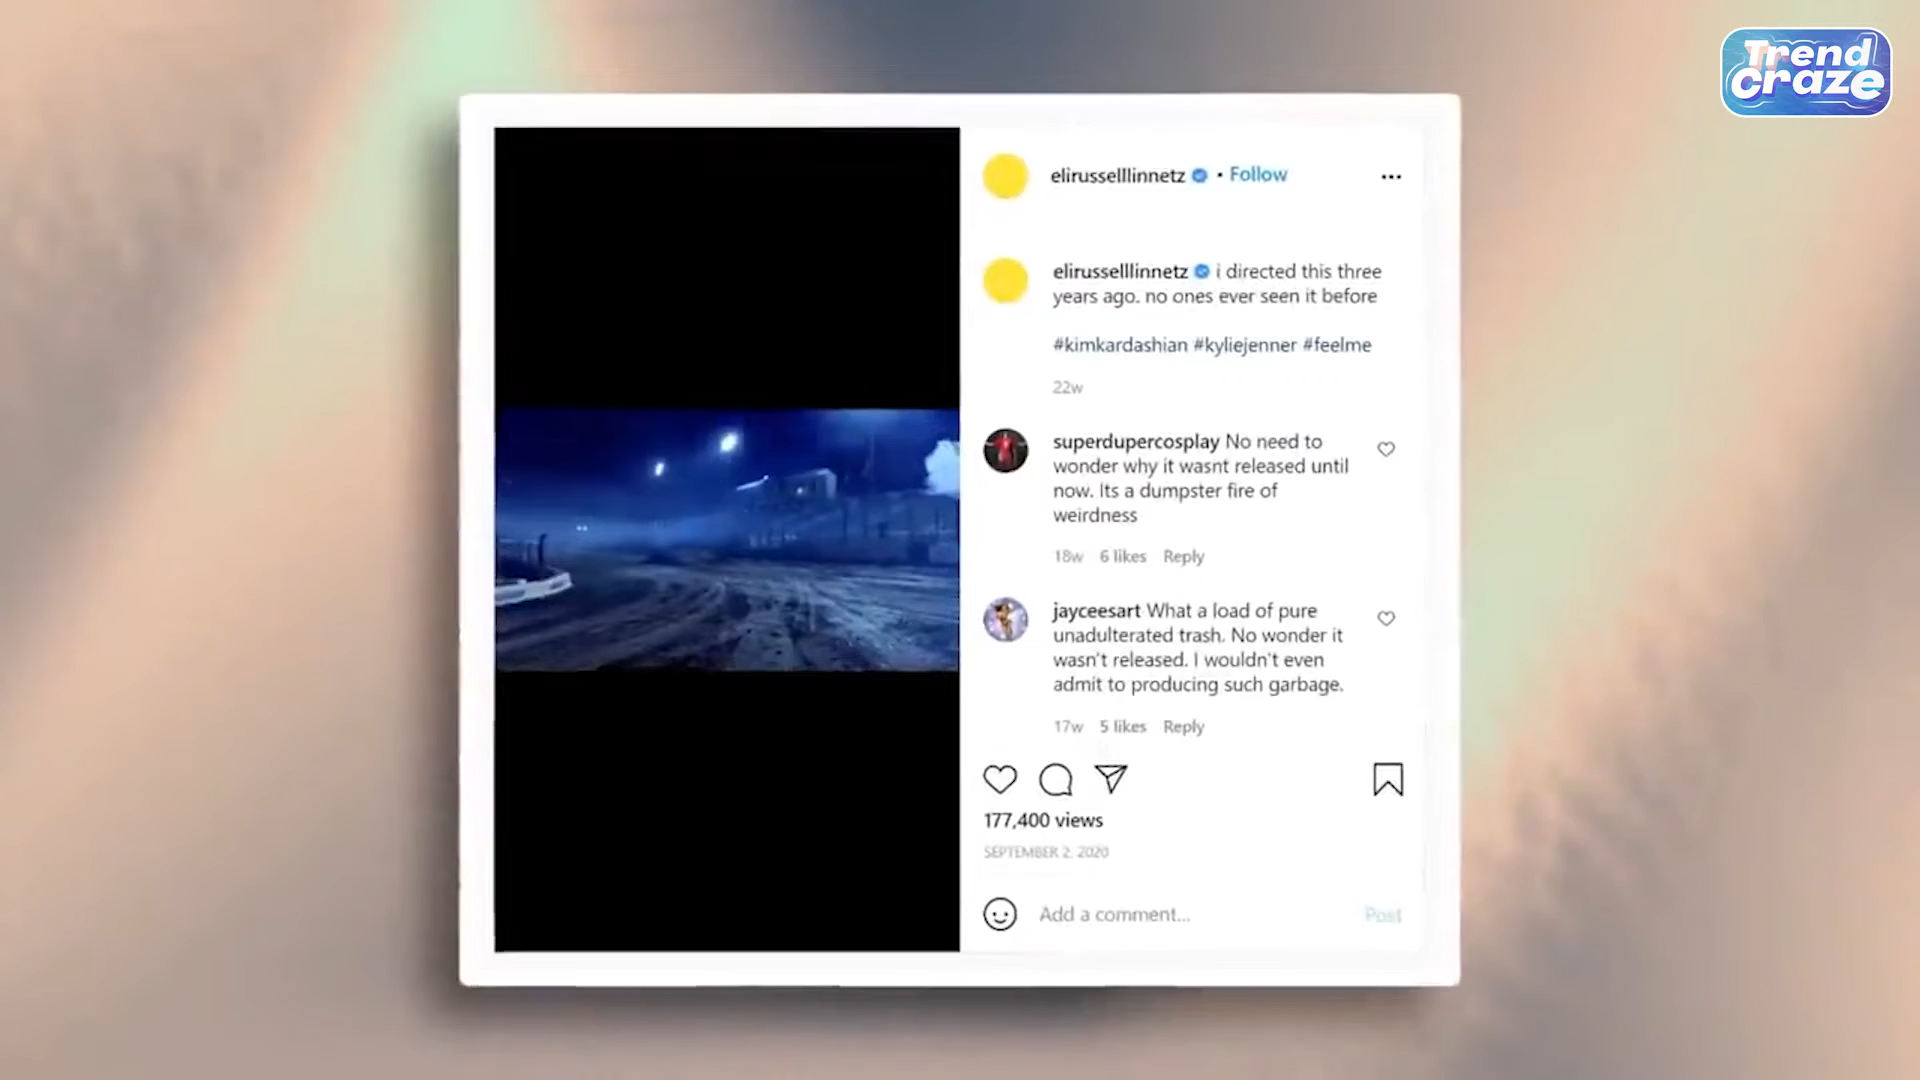 Trend
craze
elirusselllinnetz • Follow
elirusselllinnetz i directed this three
years ago. no ones ever seen it before
#kimkardashian #kyliejenner #feelme
22w
superdupercosplay No need to
wonder why it wasnt released until
now. Its a dumpster fire of
weirdness
18w 6 likes Reply
jayceesart What a load of pure
unadulterated trash. No wonder it
wasn't released. I wouldn't even
admit to producing such garbage.
17w 5 likes Reply
177,400 views
SEPTEMBER 2, 2020
Add a comment... Post